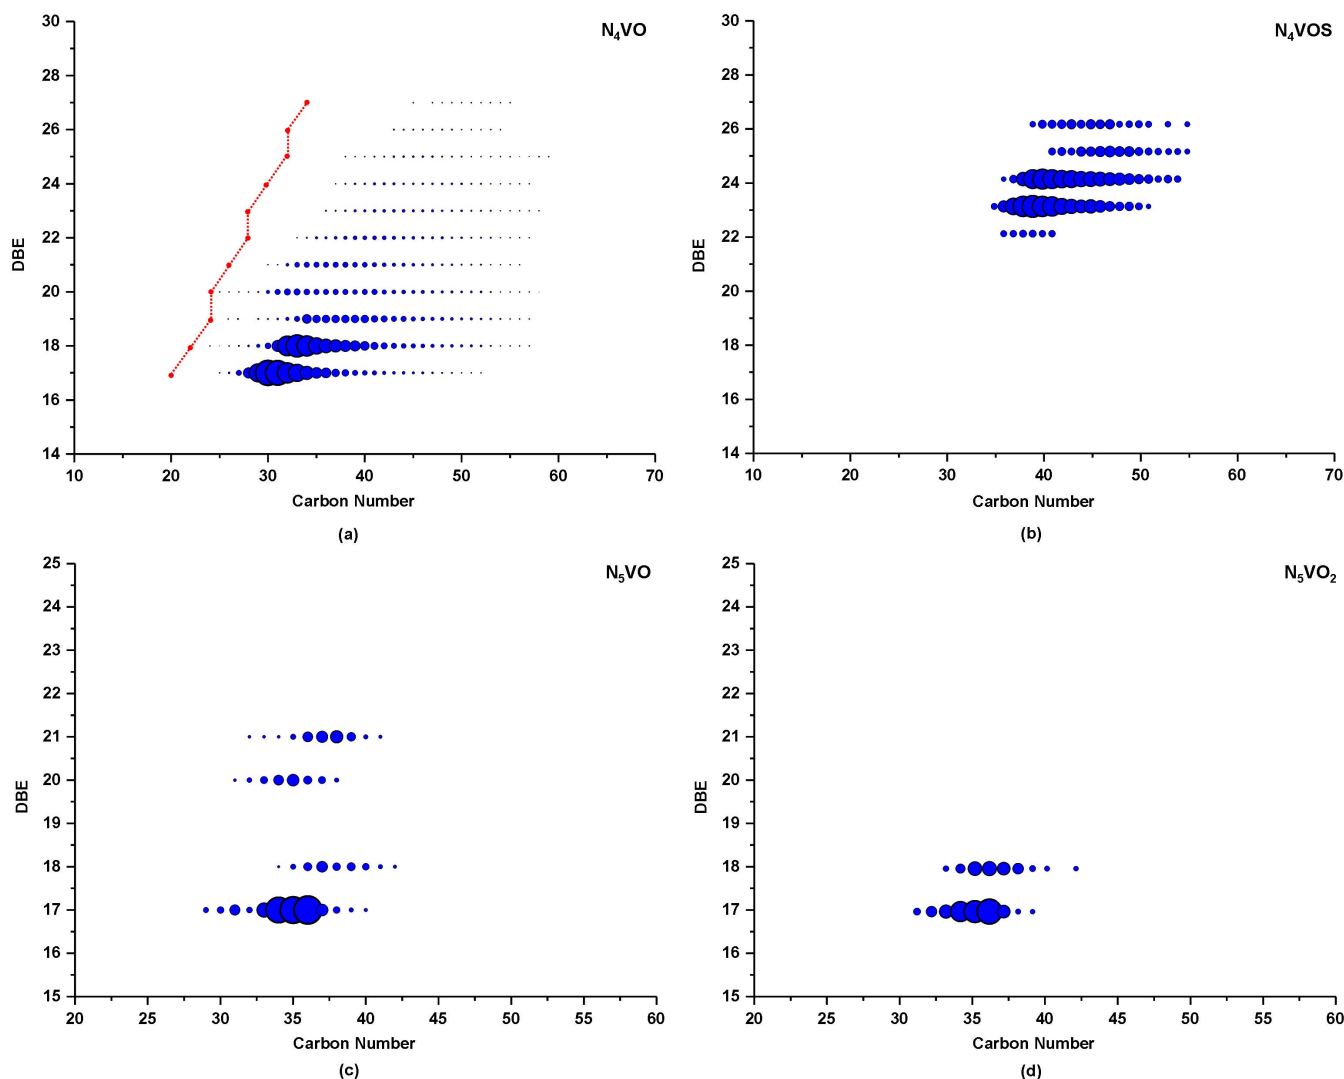 N4VO
30
28
26
24
22
20
18
16
14
DBE
10 20 30 40 50 60 70
Carbon Number
(a)
N4VOS
30
28
26
24
22
20
18
16
14
DBE
10 20 30 40 50 60 70
Carbon Number
(b)
N5VO
25
24
23
22
21
20
19
18
17
16
15
DBE
20 25 30 35 40 45 50 55 60
Carbon Number
(c)
N5VO2
25
24
23
22
21
20
19
18
17
16
15
DBE
20 25 30 35 40 45 50 55 60
Carbon Number
(d)